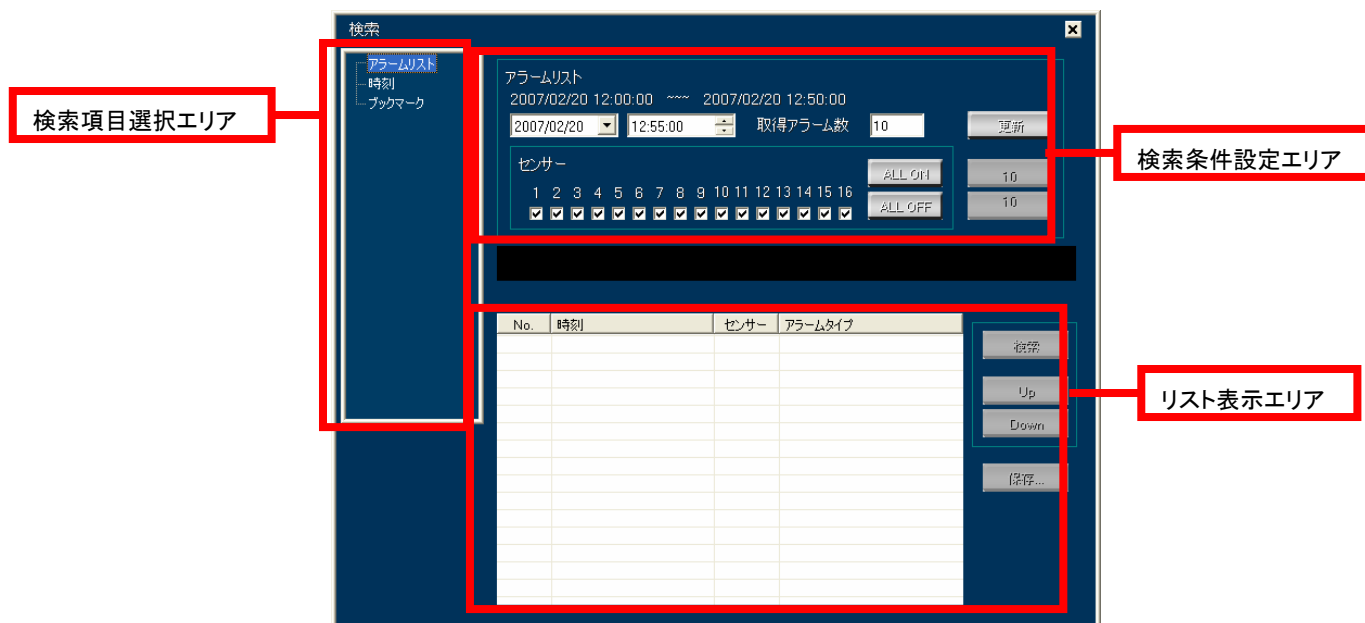 検索
アラームリスト
時刻
ブックマーク
検索項目選択エリア
アラームリスト
2007/02/20 12:00:00 ~~~ 2007/02/20 12:50:00
2007/02/20 12:55:00 取得アラーム数 10 更新
センサー
1 2 3 4 5 6 7 8 9 10 11 12 13 14 15 16
ALL ON
ALL OFF
10
10
検索条件設定エリア
No. 時刻 センサー アラームタイプ
検索
Up
Down
保存...
リスト表示エリア